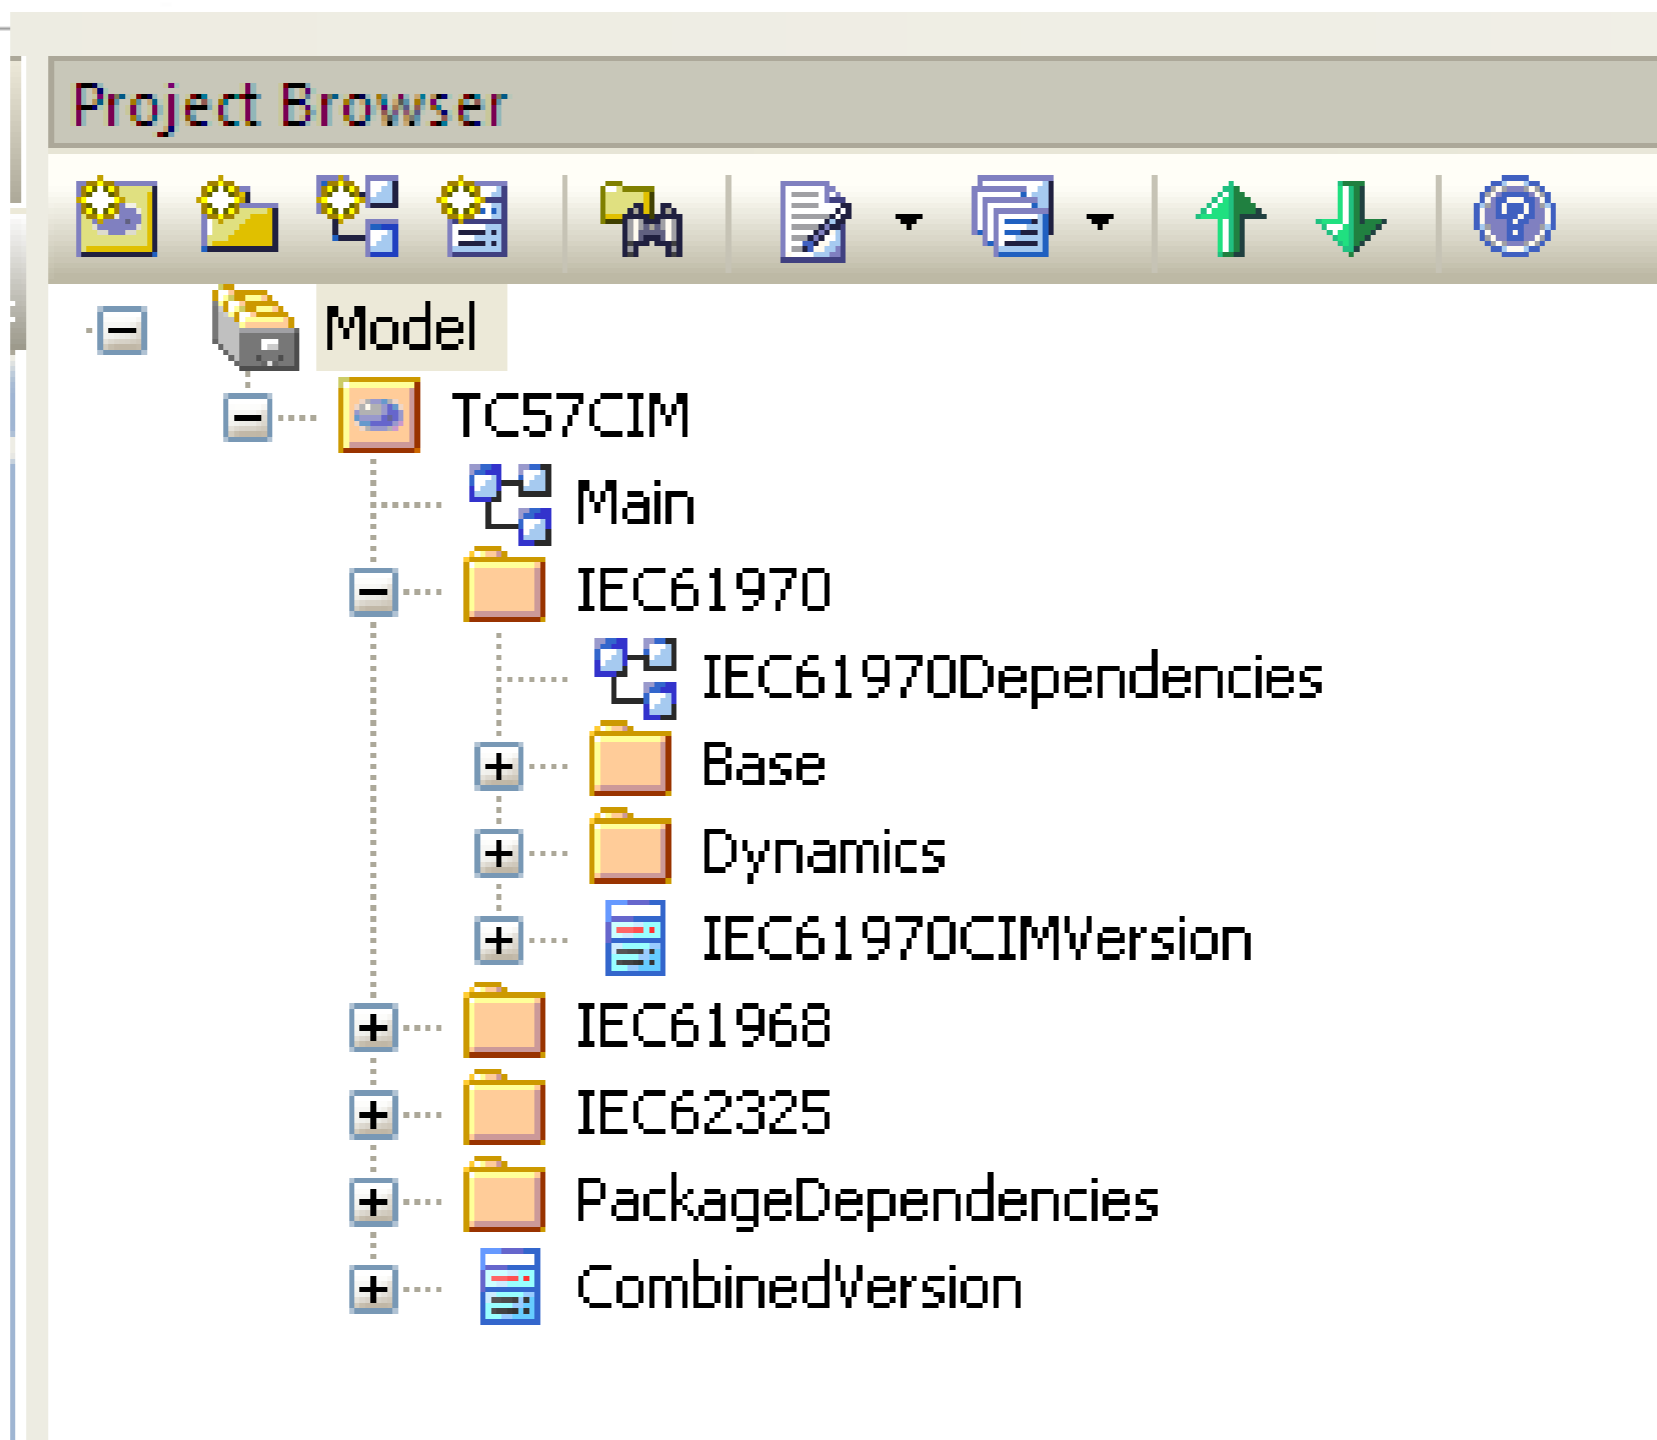 Project Browser
Model
TC57CIM
Main
IEC61970
IEC61970Dependencies
Base
Dynamics
IEC61970CIMVersion
IEC61968
IEC62325
PackageDependencies
CombinedVersion